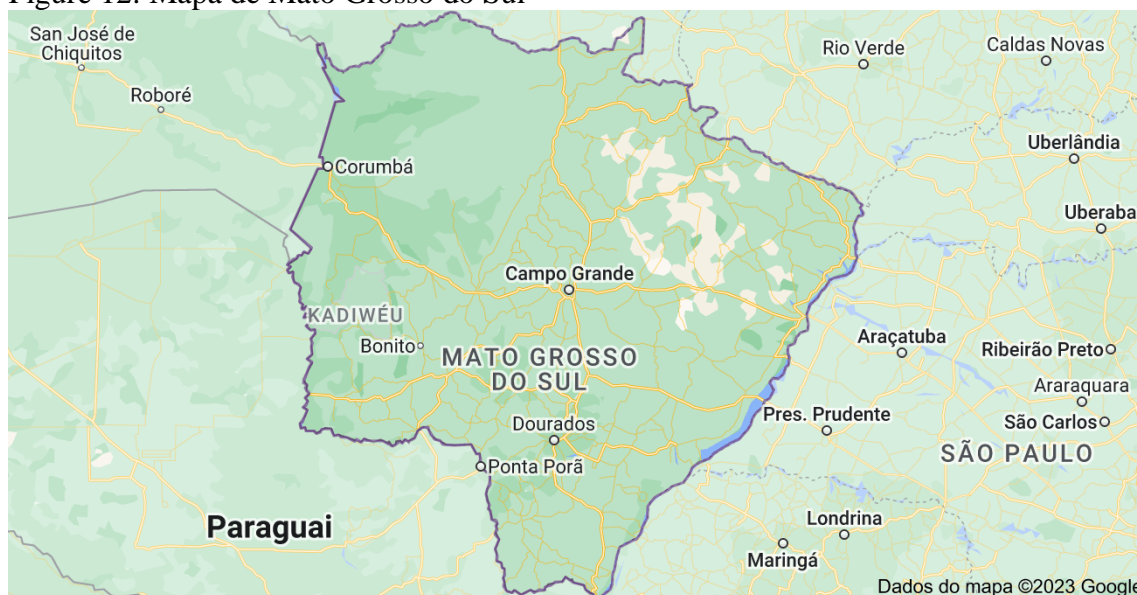 Figure 12: Mapa de Mato Grosso do Sul
San José de
Chiquitos
Rio Verde
Caldas Novas
Roboré
Uberlândia
Corumbá
Uberaba
Campo Grande
KADIWÉU
Bonito
MATO GROSSO
DO SUL
Araçatuba
Ribeirão Preto
Araraquara
Dourados
Pres. Prudente
São Carlos
SÃO PAULO
Ponta Porã
Paraguai
Londrina
Maringá
Dados do mapa ©2023 Google